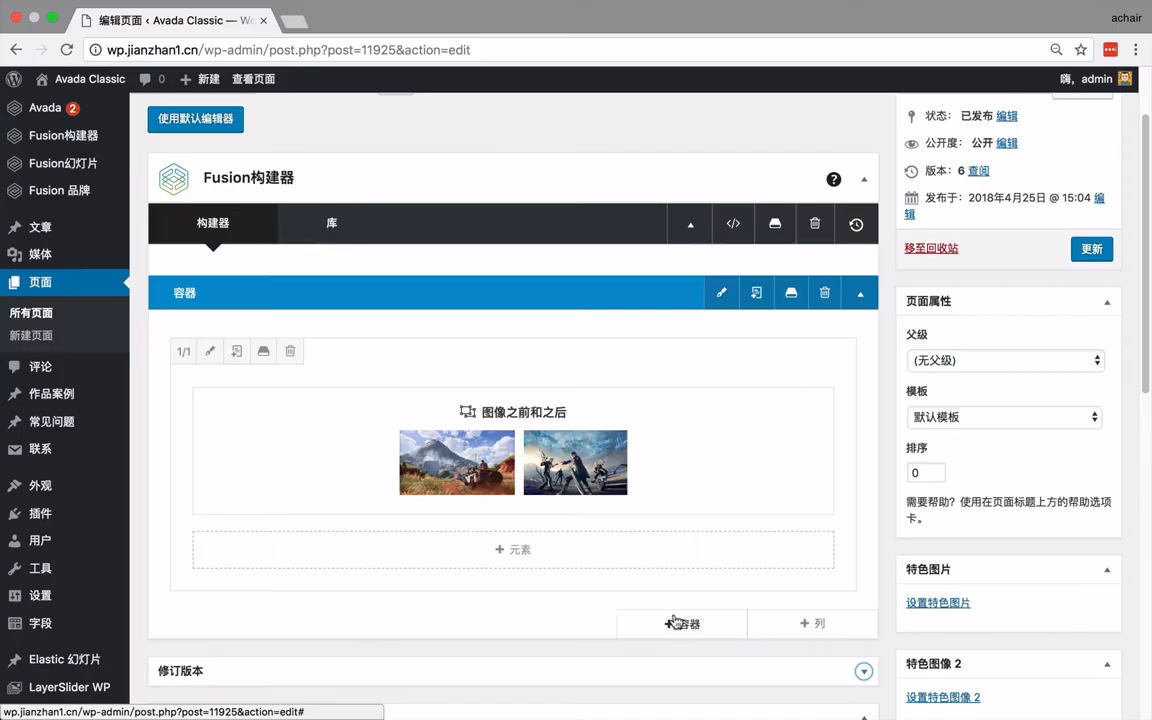 编辑页面 ‹ Avada Classic — Wo
achair
wp.jianzhan1.cn/wp-admin/post.php?post=11925&action=edit
Avada Classic
0
新建
查看页面
嗨，admin
Avada 2
Fusion构建器
Fusion幻灯片
Fusion 品牌
文章
媒体
页面
所有页面
新建页面
评论
作品案例
常见问题
联系
外观
插件
用户
工具
设置
字段
Elastic 幻灯片
LayerSlider WP
使用默认编辑器
Fusion构建器
构建器
库
容器
1/1
图像之前和之后
+ 元素
容器
+ 列
修订版本
状态： 已发布 编辑
公开度： 公开 编辑
版本： 6 查阅
发布于：2018年4月25日 @ 15:04 编
辑
移至回收站
更新
页面属性
父级
(无父级)
模板
默认模板
排序
0
需要帮助？使用在页面标题上方的帮助选项
卡。
特色图片
设置特色图片
特色图像 2
设置特色图像 2
wp.jianzhan1.cn/wp-admin/post.php?post=11925&action=edit#